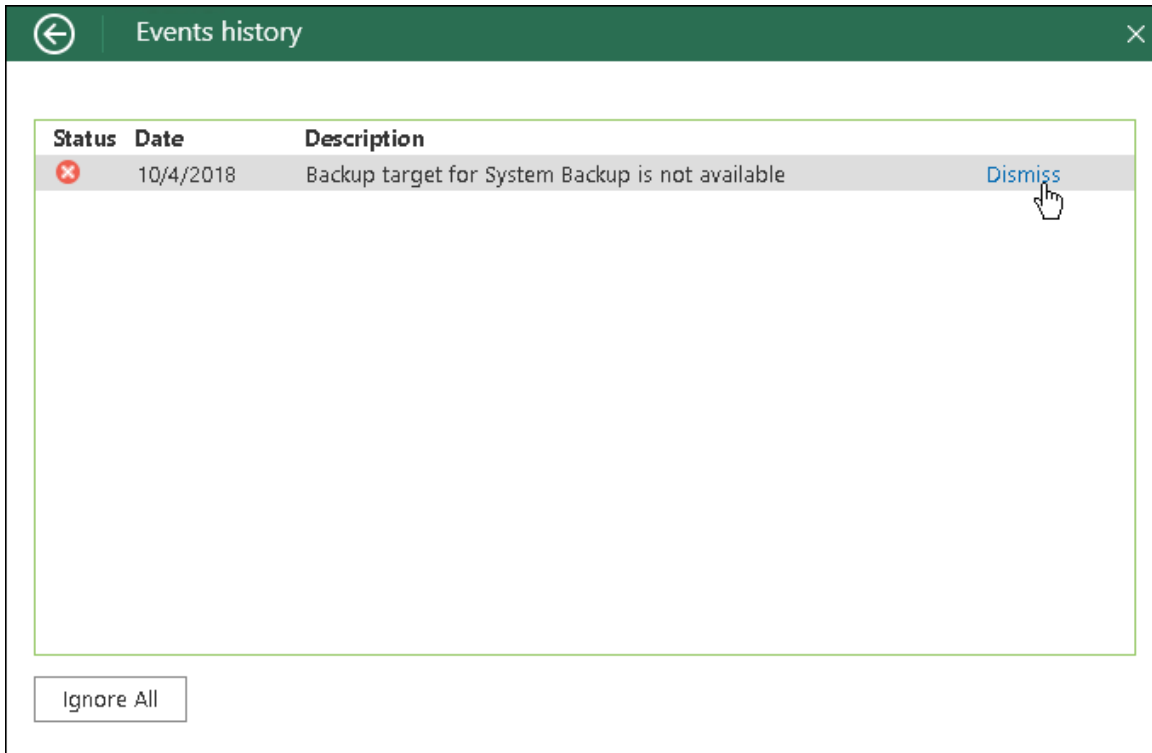 Events history
Status Date Description
10/4/2018 Backup target for System Backup is not available Dismiss
Ignore All